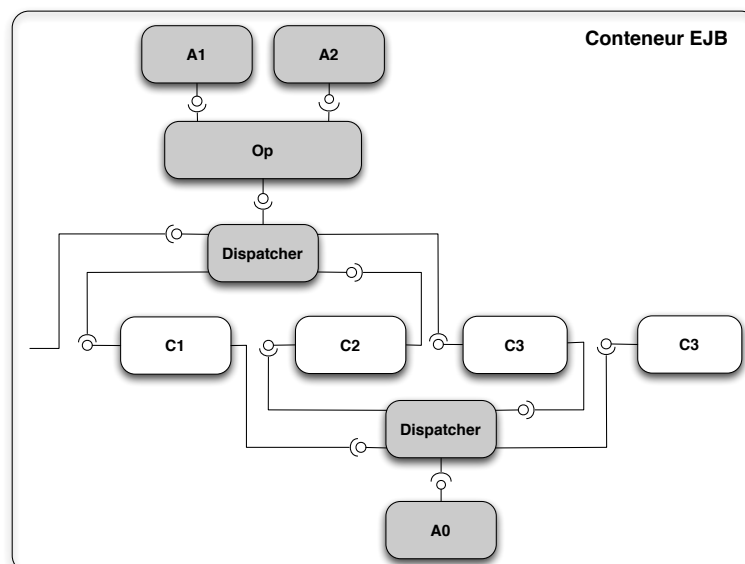 Conteneur EJB
A1
A2
Op
Dispatcher
C1
C2
C3
C3
Dispatcher
A0